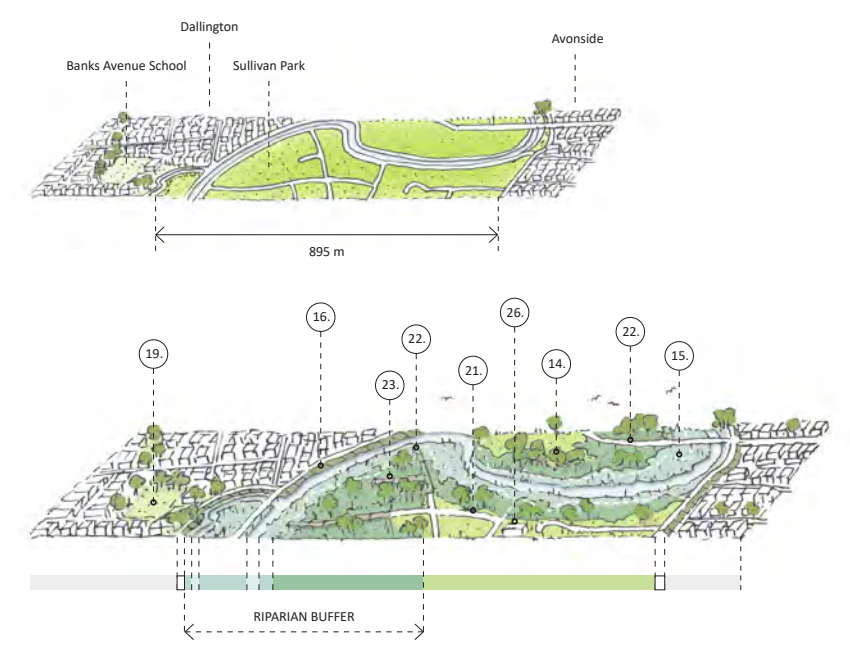 Dallington
Avonside
Banks Avenue School
Sullivan Park
895 m
26.
16.
22.
22.
19.
14.
15.
21.
23.
RIPARIAN BUFFER